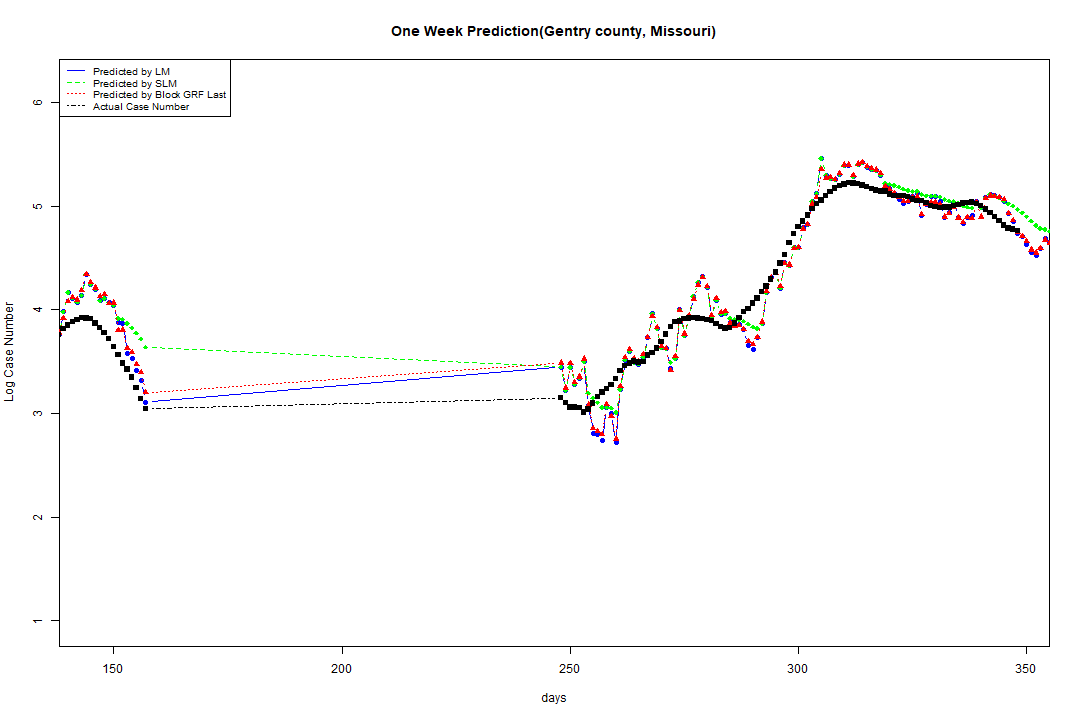 One Week Prediction(Gentry county, Missouri)
Predicted by LM
Predicted by SLM
Predicted by Block GRF Last
Actual Case Number
6
5
4
3
2
1
Log Case Number
150 200 250 300 350
days